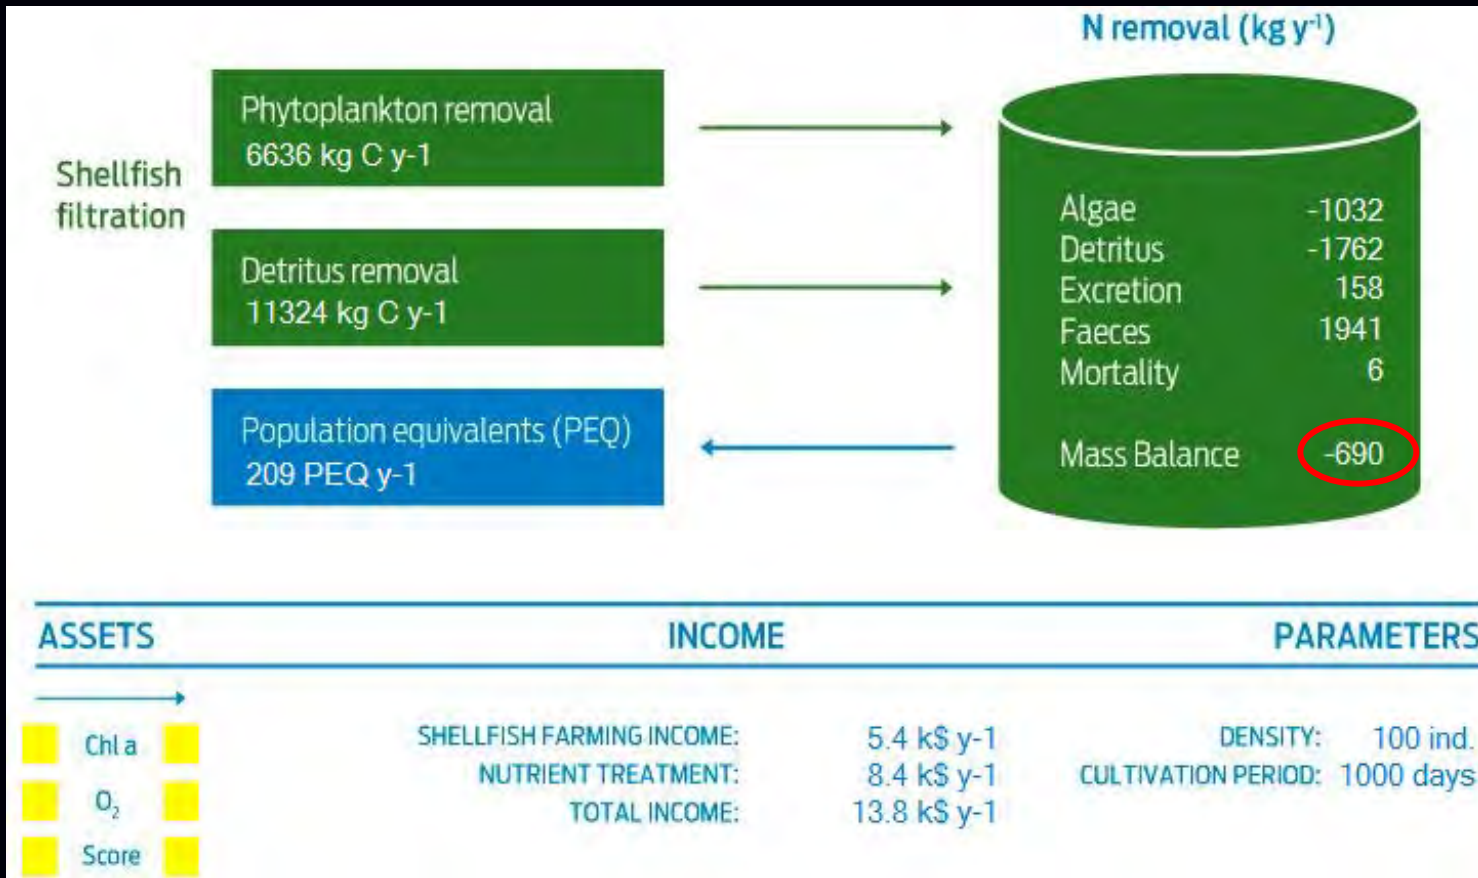 N removal (kg y⁻¹)
Shellfish
filtration
Phytoplankton removal
6636 kg C y-1
Detritus removal
11324 kg C y-1
Population equivalents (PEQ)
209 PEQ y-1
Algae -1032
Detritus -1762
Excretion 158
Faeces 1941
Mortality 6
Mass Balance -690
ASSETS INCOME PARAMETERS
Chl a
O₂
Score
SHELLFISH FARMING INCOME: 5.4 k$ y-1
NUTRIENT TREATMENT: 8.4 k$ y-1
TOTAL INCOME: 13.8 k$ y-1
DENSITY: 100 ind.
CULTIVATION PERIOD: 1000 days